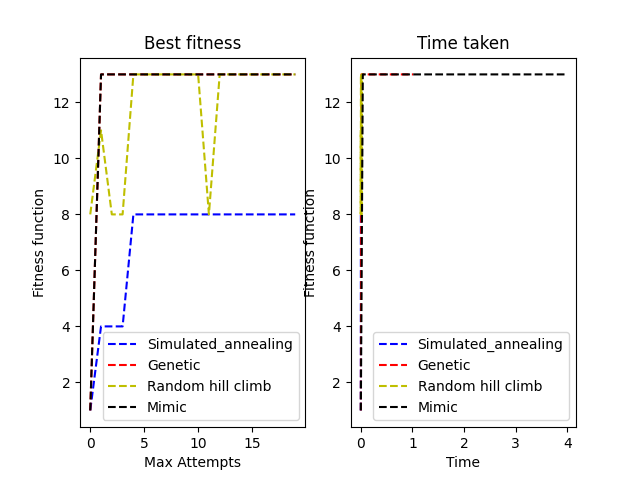 Best fitness
Fitness function
12
10
8
6
4
2
Simulated_annealing
Genetic
Random hill climb
Mimic
0
5
10
15
Max Attempts
Time taken
Fitness function
12
10
8
6
4
2
Simulated_annealing
Genetic
Random hill climb
Mimic
0
1
2
3
4
Time